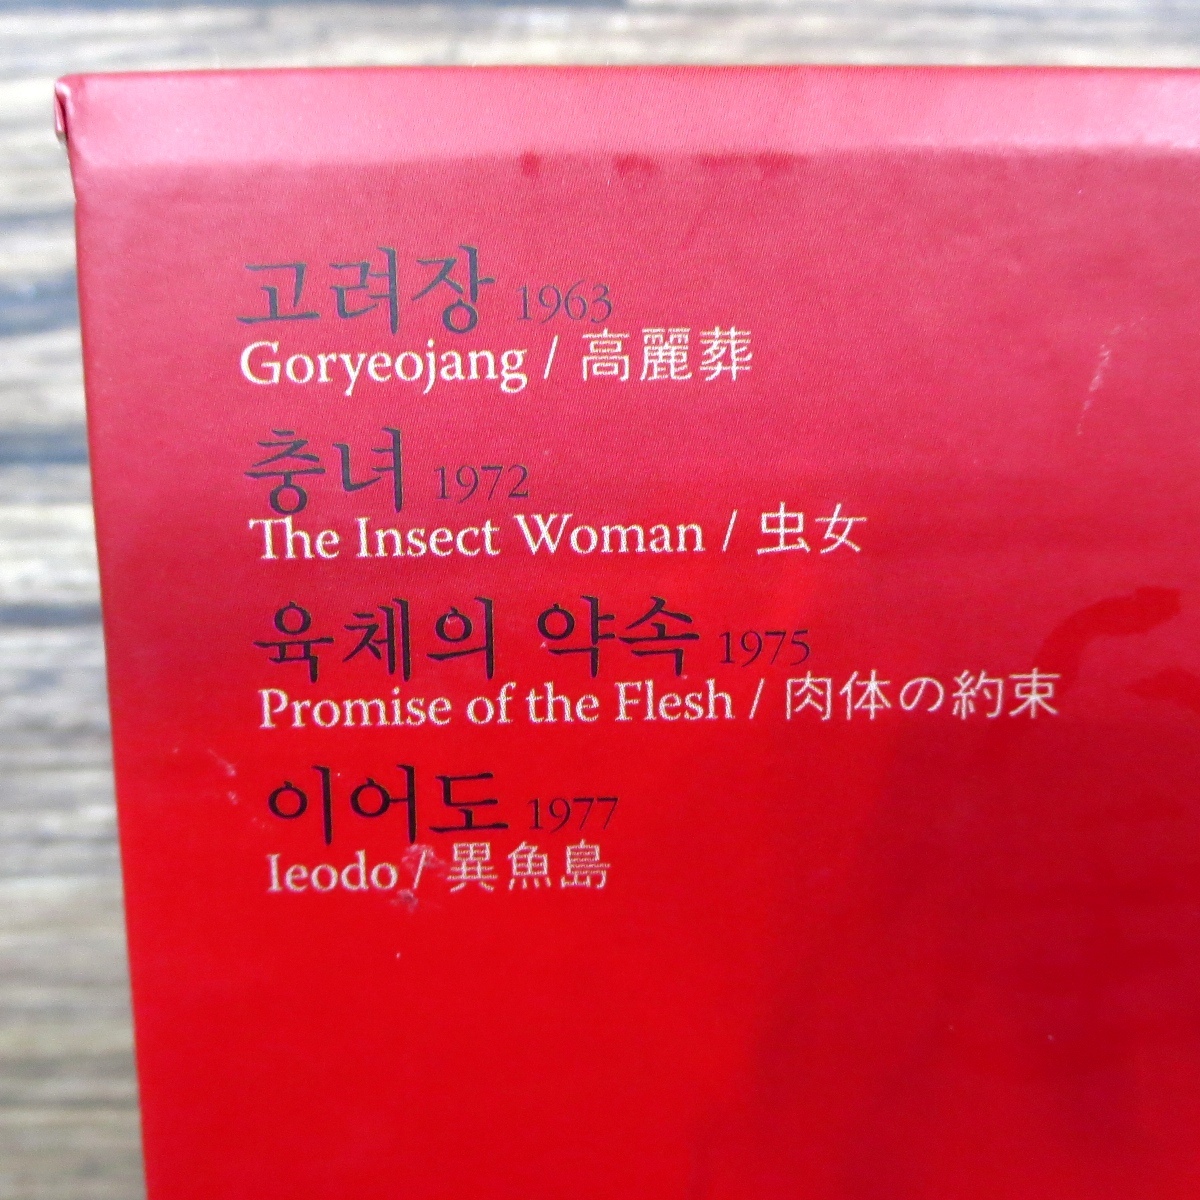 고려장 1963
Goryeojang / 高麗葬
충녀 1972
The Insect Woman / 虫女
육체의 약속 1975
Promise of the Flesh / 肉体の約束
이어도 1977
Ieodo / 異魚島